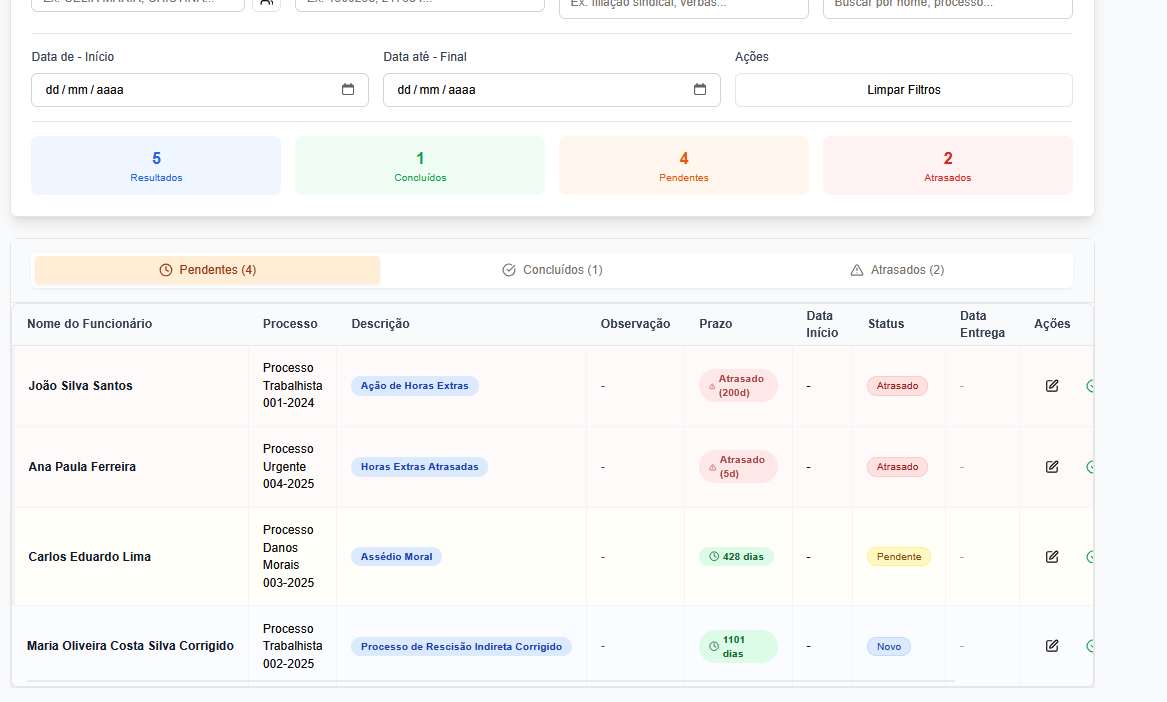 Ex: CÉLIA MARIA, CRISTINA...
Ex: filiação sindical, verbas...
Buscar por nome, processo...
Data de - Início
Data até - Final
Ações
dd / mm / aaaa
dd / mm / aaaa
Limpar Filtros
5
Resultados
1
Concluídos
4
Pendentes
2
Atrasados
Pendentes (4)
Concluídos (1)
Atrasados (2)
Nome do Funcionário
Processo
Descrição
Observação
Prazo
Data
Início
Status
Data
Entrega
Ações
João Silva Santos
Processo
Trabalhista
001-2024
Ação de Horas Extras
-
Atrasado
(200d)
-
Atrasado
-
Ana Paula Ferreira
Processo
Urgente
004-2025
Horas Extras Atrasadas
-
Atrasado
(5d)
-
Atrasado
-
Carlos Eduardo Lima
Processo
Danos
Morais
003-2025
Assédio Moral
-
428 dias
-
Pendente
-
Maria Oliveira Costa Silva Corrigido
Processo
Trabalhista
002-2025
Processo de Rescisão Indireta Corrigido
-
1101
dias
-
Novo
-